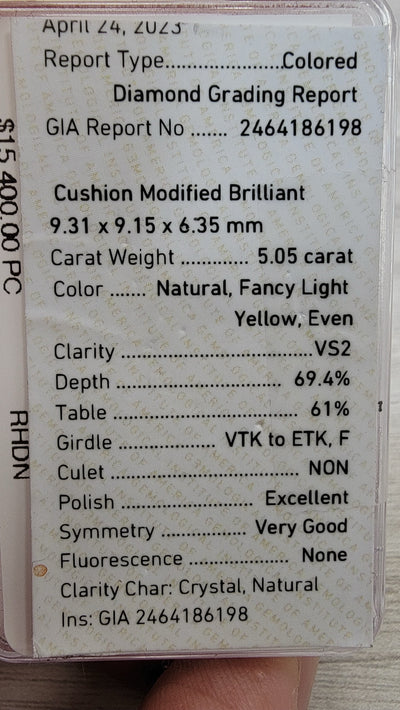 April 24, 2023
Report Type......................Colored
Diamond Grading Report
GIA Report No ....... 2464186198
Cushion Modified Brilliant
9.31 x 9.15 x 6.35 mm
Carat Weight ............. 5.05 carat
Color ....... Natural, Fancy Light
Yellow, Even
Clarity ....................................VS2
Depth ............................... 69.4%
Table ................................... 61%
Girdle .................. VTK to ETK, F
Culet .................................. NON
Polish ......................... Excellent
Symmetry ................ Very Good
Fluorescence ................... None
Clarity Char: Crystal, Natural
Ins: GIA 2464186198
$15,400.00 PC
RHDN